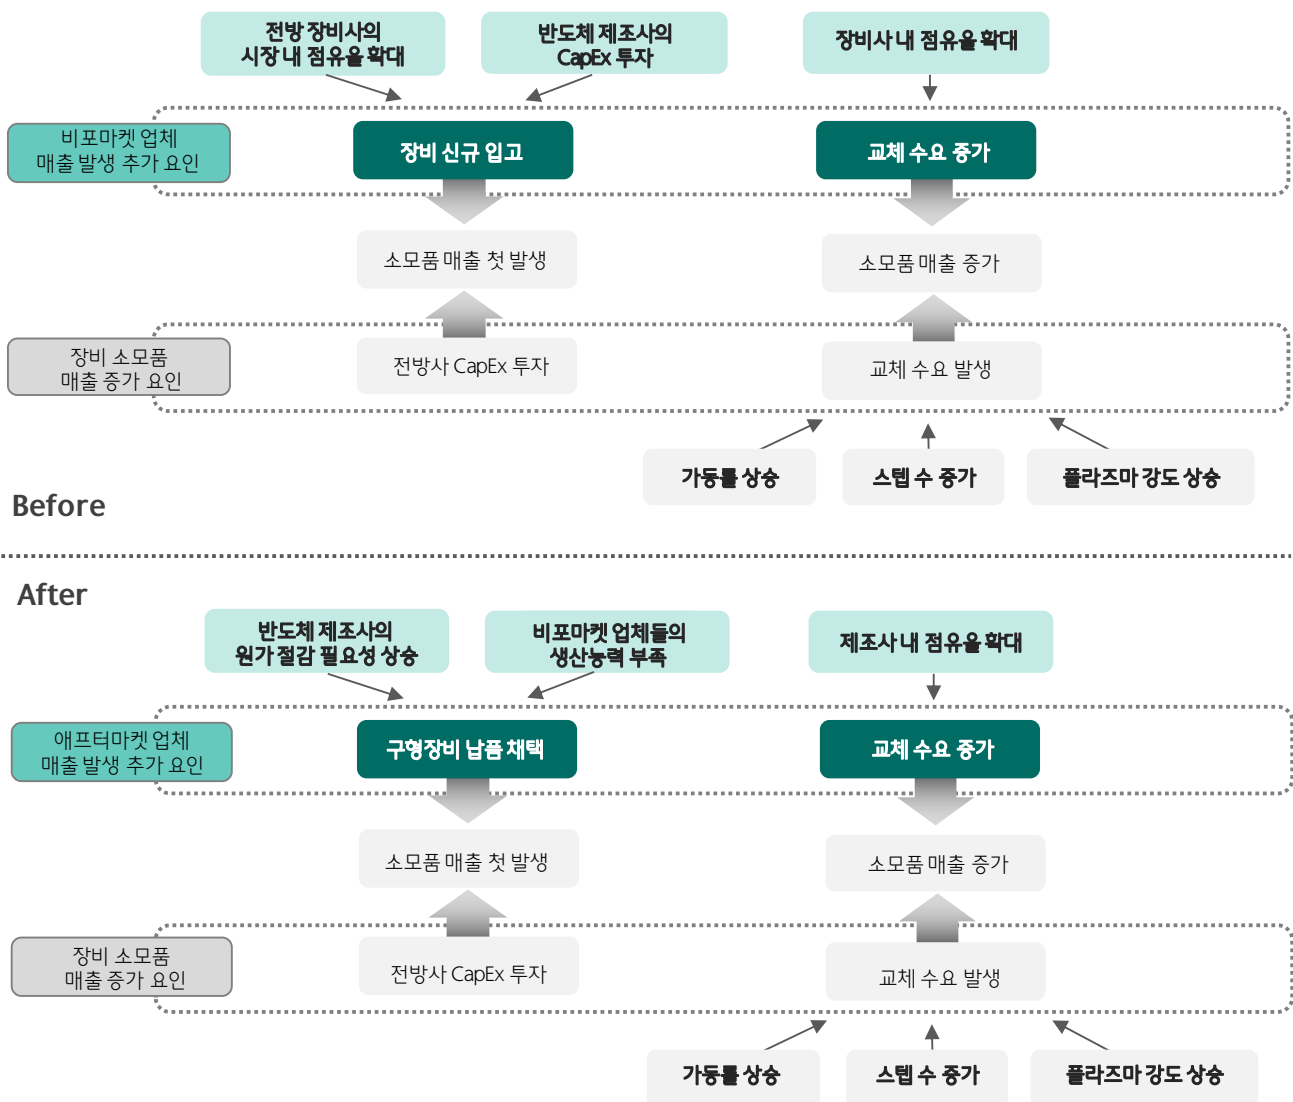 전방 장비사의
시장 내 점유율 확대
반도체 제조사의
CapEx 투자
장비사 내 점유율 확대
비포마켓 업체
매출 발생 추가 요인
장비 신규 입고
교체 수요 증가
소모품 매출 첫 발생
소모품 매출 증가
장비 소모품
매출 증가 요인
전방사 CapEx 투자
교체 수요 발생
가동률 상승
스텝 수 증가
플라즈마 강도 상승
Before
After
반도체 제조사의
원가 절감 필요성 상승
비포마켓 업체들의
생산능력 부족
제조사 내 점유율 확대
애프터마켓 업체
매출 발생 추가 요인
구형장비 납품 채택
교체 수요 증가
소모품 매출 첫 발생
소모품 매출 증가
장비 소모품
매출 증가 요인
전방사 CapEx 투자
교체 수요 발생
가동률 상승
스텝 수 증가
플라즈마 강도 상승